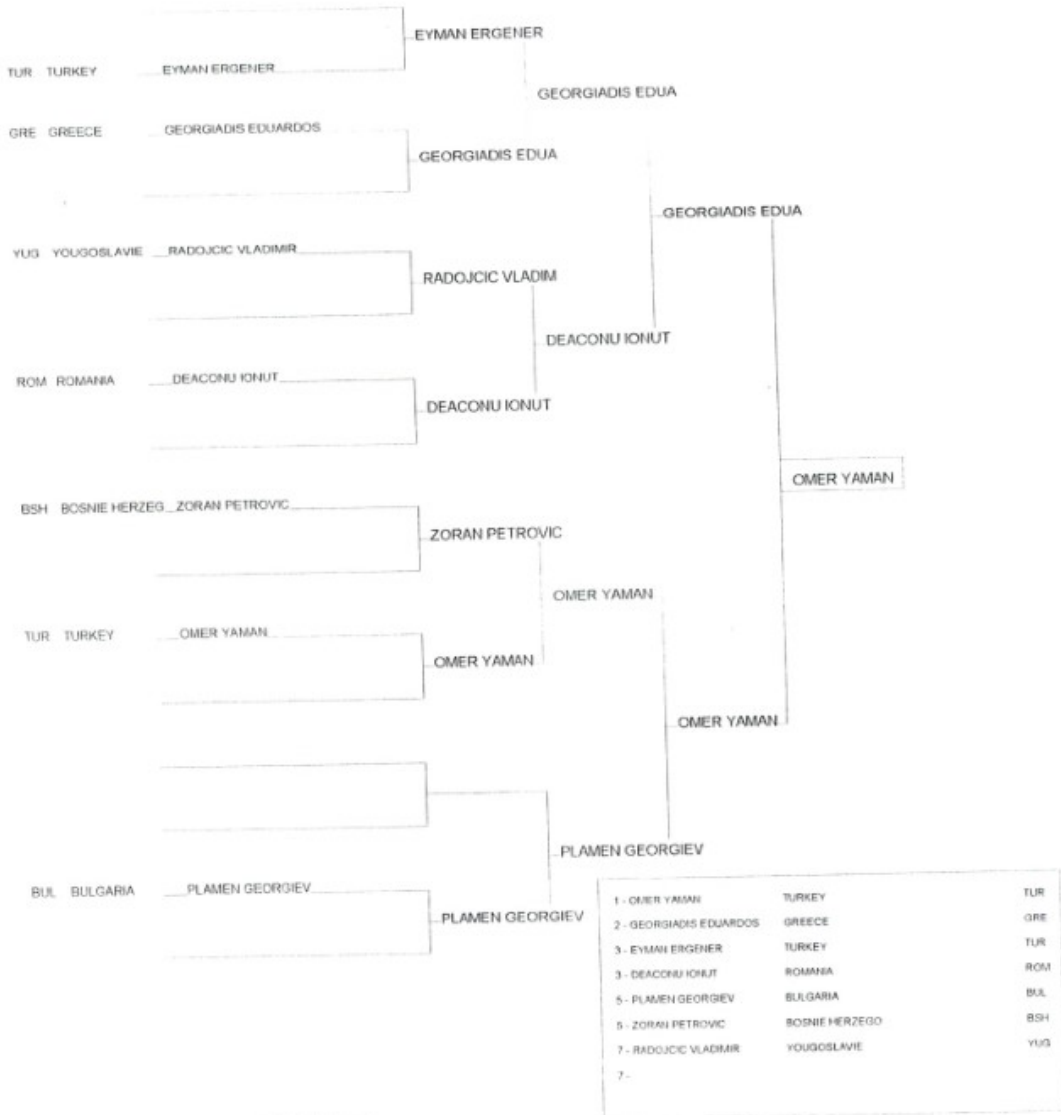 EYMAN ERGENER
TUR TURKEY EYMAN ERGENER
GEORGIADIS EDUA
GRE GREECE GEORGIADIS EDUARDOS
GEORGIADIS EDUA
GEORGIADIS EDUA
YUG YOUGOSLAVIE RADOJCIC VLADIMIR
RADOJCIC VLADIM
DEACONU IONUT
ROM ROMANIA DEACONU IONUT
DEACONU IONUT
OMER YAMAN
BSH BOSNIE HERZEG ZORAN PETROVIC
ZORAN PETROVIC
OMER YAMAN
TUR TURKEY OMER YAMAN
OMER YAMAN
OMER YAMAN
PLAMEN GEORGIEV
BUL BULGARIA PLAMEN GEORGIEV
PLAMEN GEORGIEV
1 - OMER YAMAN TURKEY TUR
2 - GEORGIADIS EDUARDOS GREECE GRE
3 - EYMAN ERGENER TURKEY TUR
3 - DEACONU IONUT ROMANIA ROM
5 - PLAMEN GEORGIEV BULGARIA BUL
5 - ZORAN PETROVIC BOSNIE HERZEGO BSH
7 - RADOJCIC VLADIMIR YOUGOSLAVIE YUG
7 -